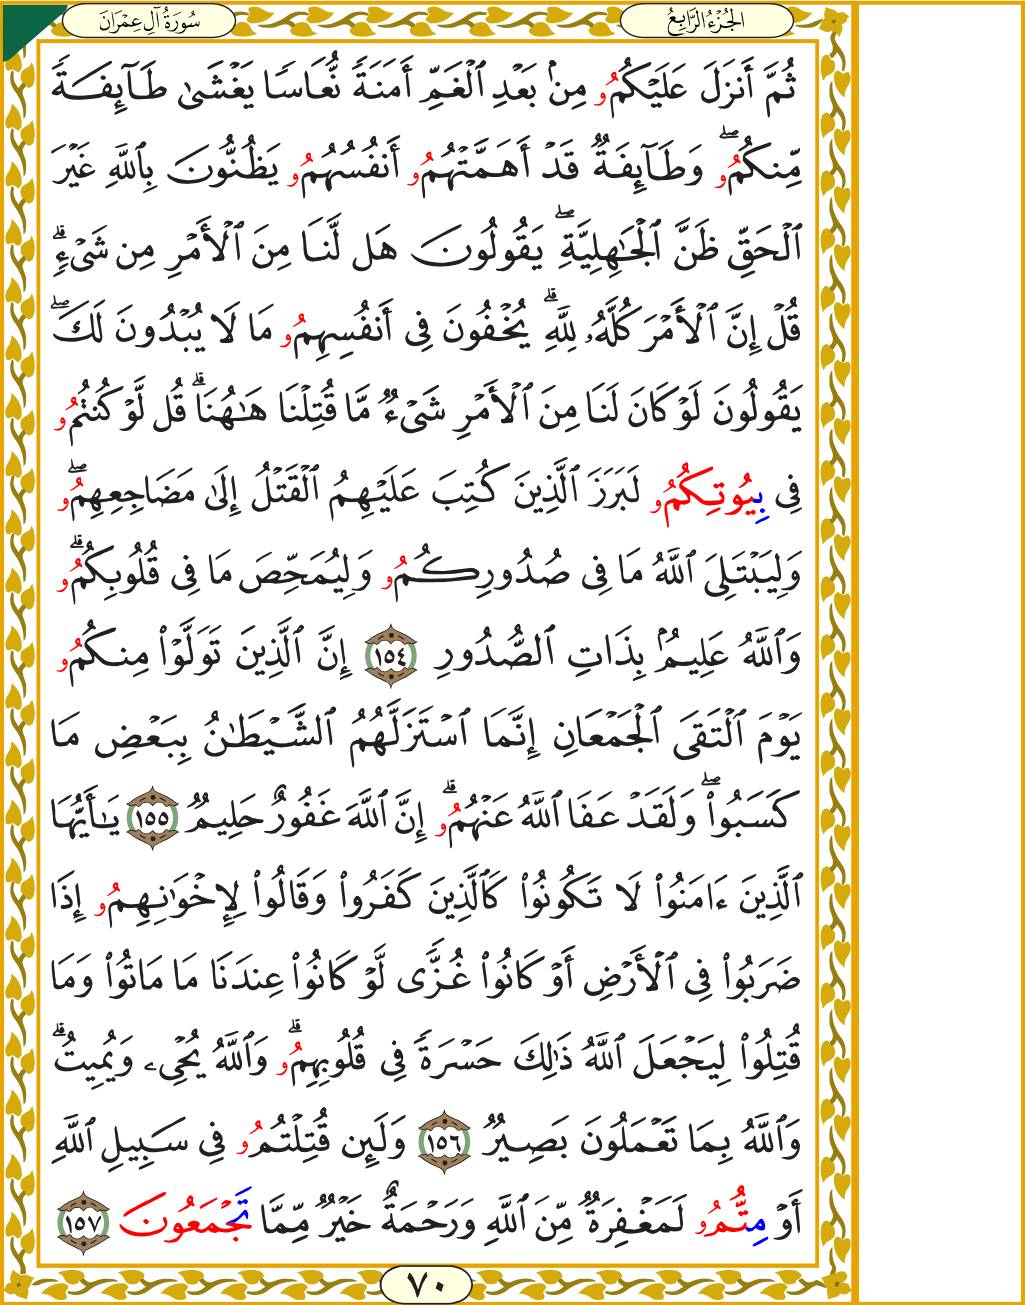 الجُزْءُ الرَّابِعُ
سُورَةُ آلِ عِمْرَان
ثُمَّ أَنزَلَ عَلَيْكُمُۥ مِنۢ بَعْدِ ٱلْغَمِّ أَمَنَةٗ نُّعَاسٗا يَغْشَىٰ طَآئِفَةٗ
مِّنكُمُۥۖ وَطَآئِفَةٌ قَدْ أَهَمَّتْهُمُۥ أَنفُسُهُمُۥ يَظُنُّونَ بِٱللَّهِ غَيْرَ
ٱلْحَقِّ ظَنَّ ٱلْجَٰهِلِيَّةِۖ يَقُولُونَ هَل لَّنَا مِنَ ٱلْأَمْرِ مِن شَيْءٖۗ
قُلْ إِنَّ ٱلْأَمْرَ كُلَّهُۥ لِلَّهِۗ يُخْفُونَ فِيٓ أَنفُسِهِمُۥ مَا لَا يُبْدُونَ لَكَۖ
يَقُولُونَ لَوْ كَانَ لَنَا مِنَ ٱلْأَمْرِ شَيْءٞ مَّا قُتِلْنَا هَٰهُنَاۗ قُل لَّوْ كُنتُمُۥ
فِي بِيُوتِكُمُۥ لَبَرَزَ ٱلَّذِينَ كُتِبَ عَلَيْهِمُ ٱلْقَتْلُ إِلَىٰ مَضَاجِعِهِمُۥۖ
وَلِيَبْتَلِيَ ٱللَّهُ مَا فِي صُدُورِكُمُۥ وَلِيُمَحِّصَ مَا فِي قُلُوبِكُمُۥۗ
وَٱللَّهُ عَلِيمُۢ بِذَاتِ ٱلصُّدُورِ ١٥٤ إِنَّ ٱلَّذِينَ تَوَلَّوْاْ مِنكُمُۥ
يَوْمَ ٱلْتَقَى ٱلْجَمْعَانِ إِنَّمَا ٱسْتَزَلَّهُمُ ٱلشَّيْطَٰنُ بِبَعْضِ مَا
كَسَبُواْۖ وَلَقَدْ عَفَا ٱللَّهُ عَنْهُمُۥۗ إِنَّ ٱللَّهَ غَفُورٌ حَلِيمٞ ١٥٥ يَٰٓأَيُّهَا
ٱلَّذِينَ ءَامَنُواْ لَا تَكُونُواْ كَٱلَّذِينَ كَفَرُواْ وَقَالُواْ لِإِخْوَٰنِهِمُۥ إِذَا
ضَرَبُواْ فِي ٱلْأَرْضِ أَوْ كَانُواْ غُزّٗى لَّوْ كَانُواْ عِندَنَا مَا مَاتُواْ وَمَا
قُتِلُواْ لِيَجْعَلَ ٱللَّهُ ذَٰلِكَ حَسْرَةٗ فِي قُلُوبِهِمُۥۗ وَٱللَّهُ يُحْيِۦ وَيُمِيتُۗ
وَٱللَّهُ بِمَا تَعْمَلُونَ بَصِيرٞ ١٥٦ وَلَئِن قُتِلْتُمُۥ فِي سَبِيلِ ٱللَّهِ
أَوْ مِتُّمُۥ لَمَغْفِرَةٞ مِّنَ ٱللَّهِ وَرَحْمَةٌ خَيْرٞ مِّمَّا تَجْمَعُونَ ١٥٧
٧٠